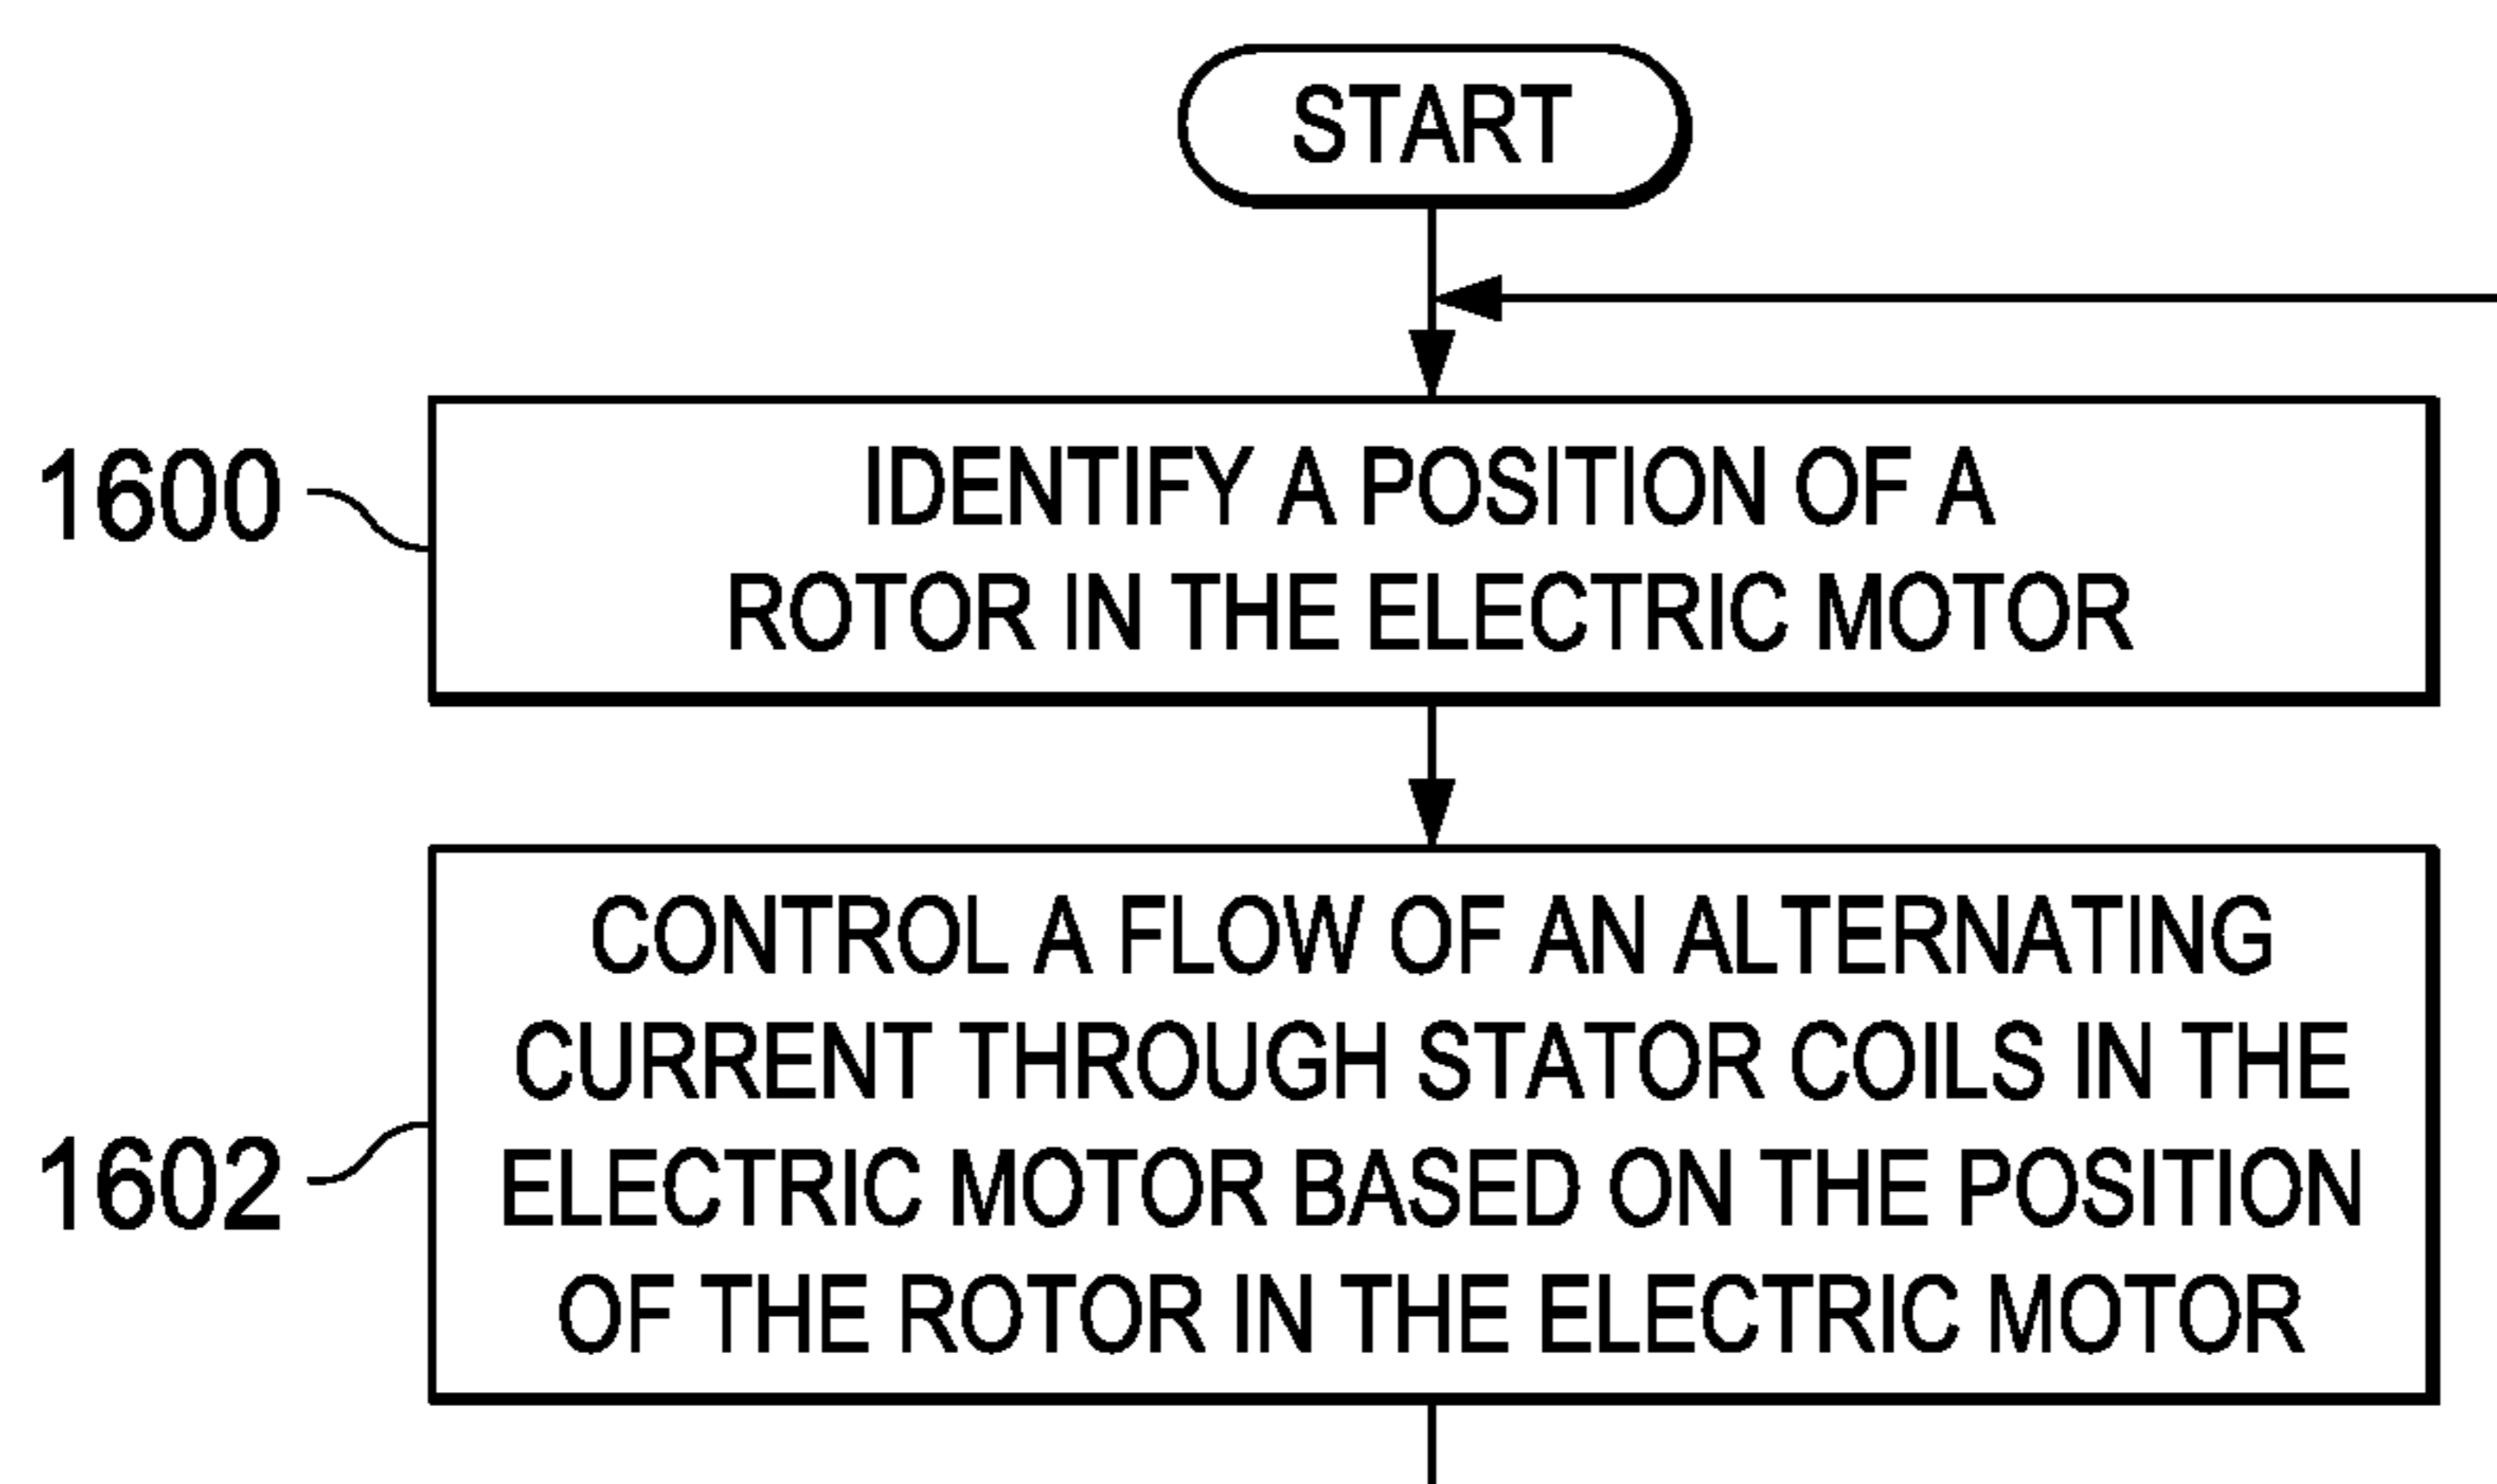 START
1600
IDENTIFY A POSITION OF A
ROTOR IN THE ELECTRIC MOTOR
1602
CONTROL A FLOW OF AN ALTERNATING
CURRENT THROUGH STATOR COILS IN THE
ELECTRIC MOTOR BASED ON THE POSITION
OF THE ROTOR IN THE ELECTRIC MOTOR